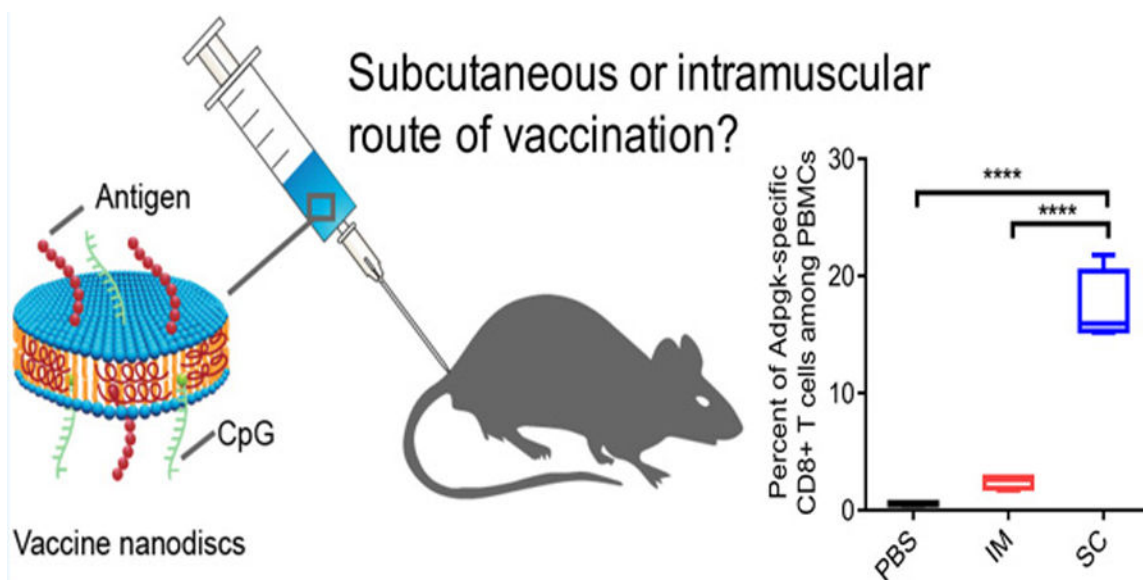 Subcutaneous or intramuscular
route of vaccination?
Antigen
CpG
Vaccine nanodiscs
Percent of Adpgk-specific
CD8+ T cells among PBMCs
30
20
10
0
****
****
PBS
IM
SC